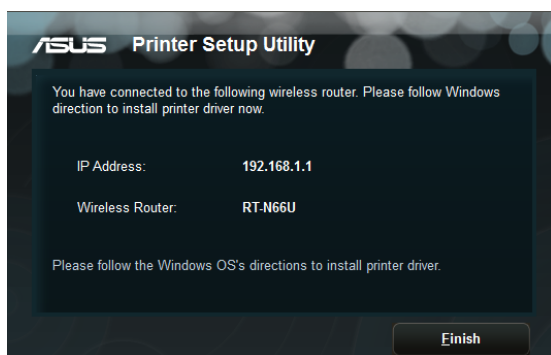 ASUS Printer Setup Utility
You have connected to the following wireless router. Please follow Windows
direction to install printer driver now.
IP Address: 192.168.1.1
Wireless Router: RT-N66U
Please follow the Windows OS's directions to install printer driver.
Finish